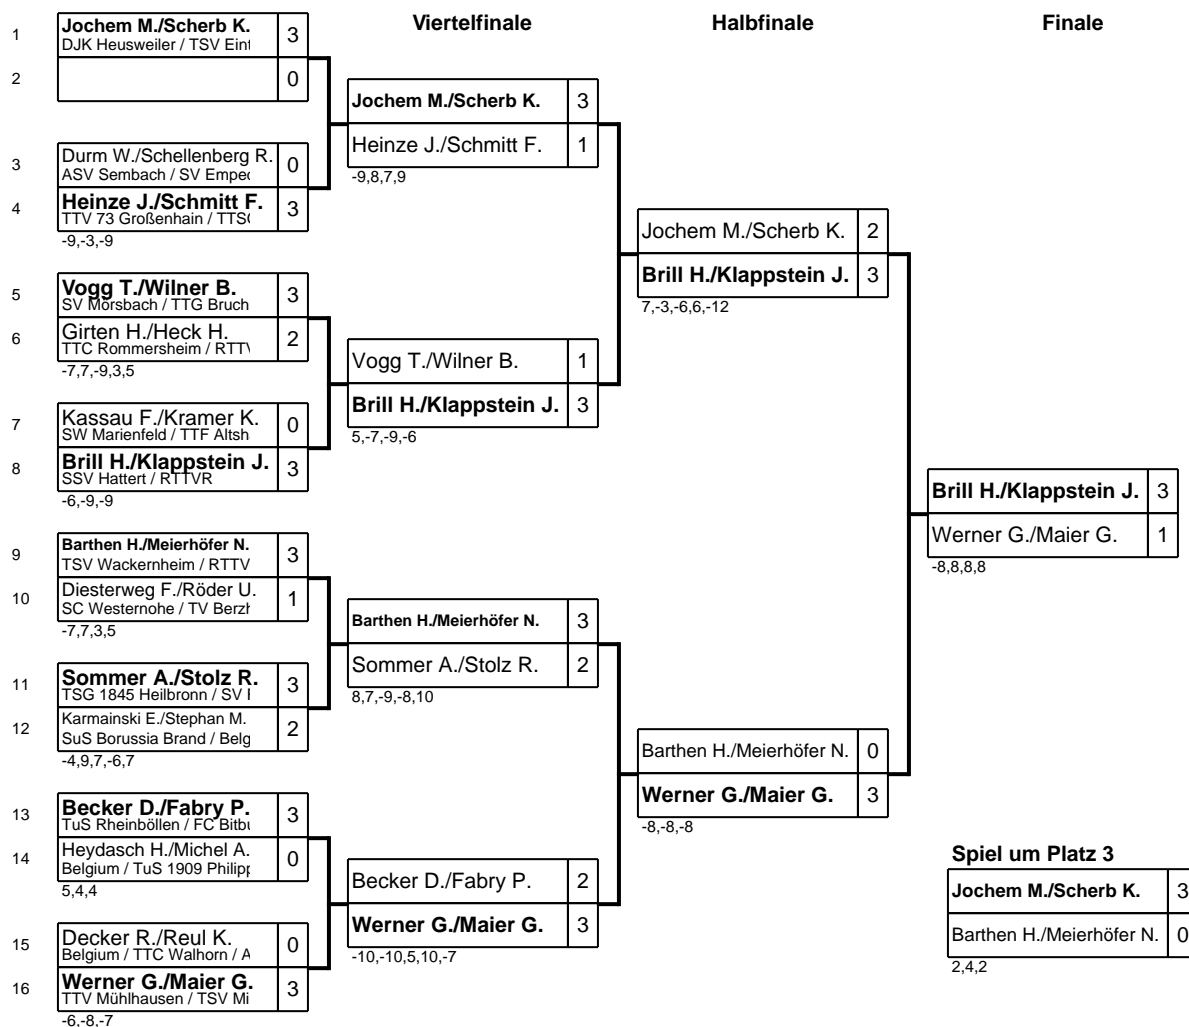 Viertelfinale
Halbfinale
Finale
1
Jochem M./Scherb K.
3
DJK Heusweiler / TSV
2
0
3
Durm W./Schellenberg R.
0
ASV Sembach / SV
4
Heinze J./Schmitt F.
3
TTV 73 Großenhain /
-9,-3,-9
5
Vogg T./Wilner B.
3
SV Mörsbach / TTG Bruch
6
Girten H./Heck H.
2
TTC Rommersheim /
-7,7,-9,3,5
7
Kassau F./Kramer K.
0
SW Marienfeld / TTF Altsh
8
Brill H./Klappstein J.
3
SSV Hattert / RTTVR
-6,-9,-9
9
Barthen H./Meierhöfer N.
3
TSV Wackernheim / RTTV
10
Diesterweg F./Röder U.
1
SC Westernohe / TV
-7,7,3,5
11
Sommer A./Stolz R.
3
TSG 1845 Heilbronn / SV
12
Karmainski E./Stephan M.
2
SuS Borussia Brand / Belg
-4,9,7,-6,7
13
Becker D./Fabry P.
3
TuS Rheinböllen / FC
14
Heydasch H./Michel A.
0
Belgium / TuS 1909
5,4,4
15
Decker R./Reul K.
0
Belgium / TTC Walhorn /
16
Werner G./Maier G.
3
TTV Mühlhausen / TSV Mi
-6,-8,-7
Jochem M./Scherb K.
3
Heinze J./Schmitt F.
1
-9,8,7,9
Vogg T./Wilner B.
1
Brill H./Klappstein J.
3
5,-7,-9,-6
Barthen H./Meierhöfer N.
3
Sommer A./Stolz R.
2
8,7,-9,-8,10
Becker D./Fabry P.
2
Werner G./Maier G.
3
-10,-10,5,10,-7
Jochem M./Scherb K.
2
Brill H./Klappstein J.
3
7,-3,-6,6,-12
Barthen H./Meierhöfer N.
0
Werner G./Maier G.
3
-8,-8,-8
Brill H./Klappstein J.
3
Werner G./Maier G.
1
-8,8,8,8
Spiel um Platz 3
Jochem M./Scherb K.
3
Barthen H./Meierhöfer N.
0
2,4,2